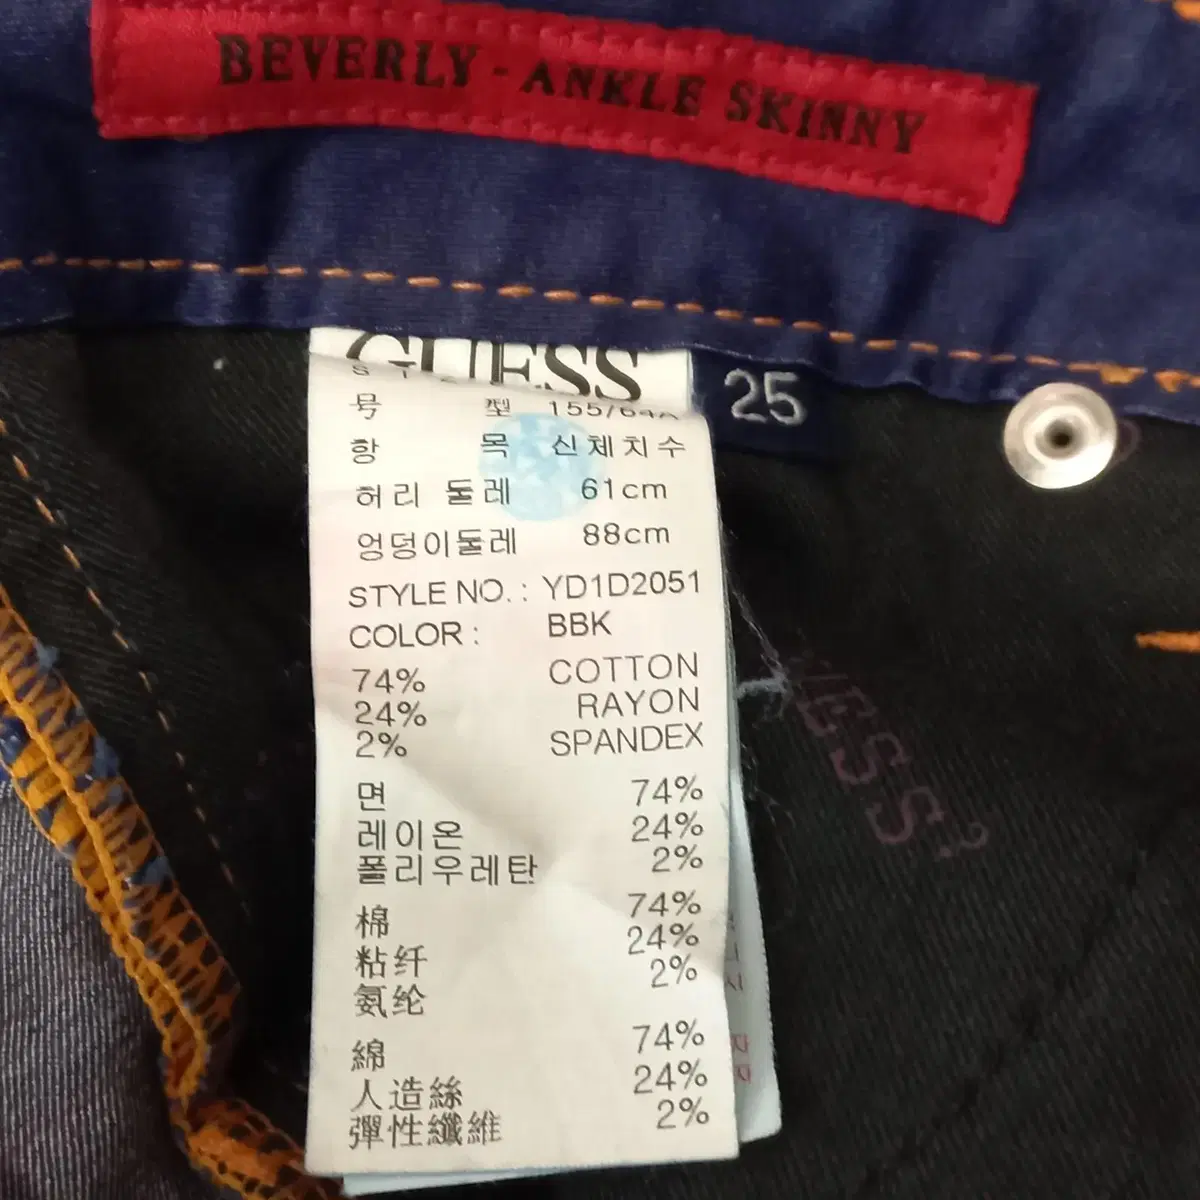 BEVERLY - ANKLE SKINNY
GUESS
25
号 型 155/64A
항 목 신체치수
허리 둘레 61cm
엉덩이둘레 88cm
STYLE NO. : YD1D2051
COLOR : BBK
74% COTTON
24% RAYON
2% SPANDEX
면 74%
레이온 24%
폴리우레탄 2%
棉 74%
粘纤 24%
氨纶 2%
綿 74%
人造絲 24%
彈性纖維 2%